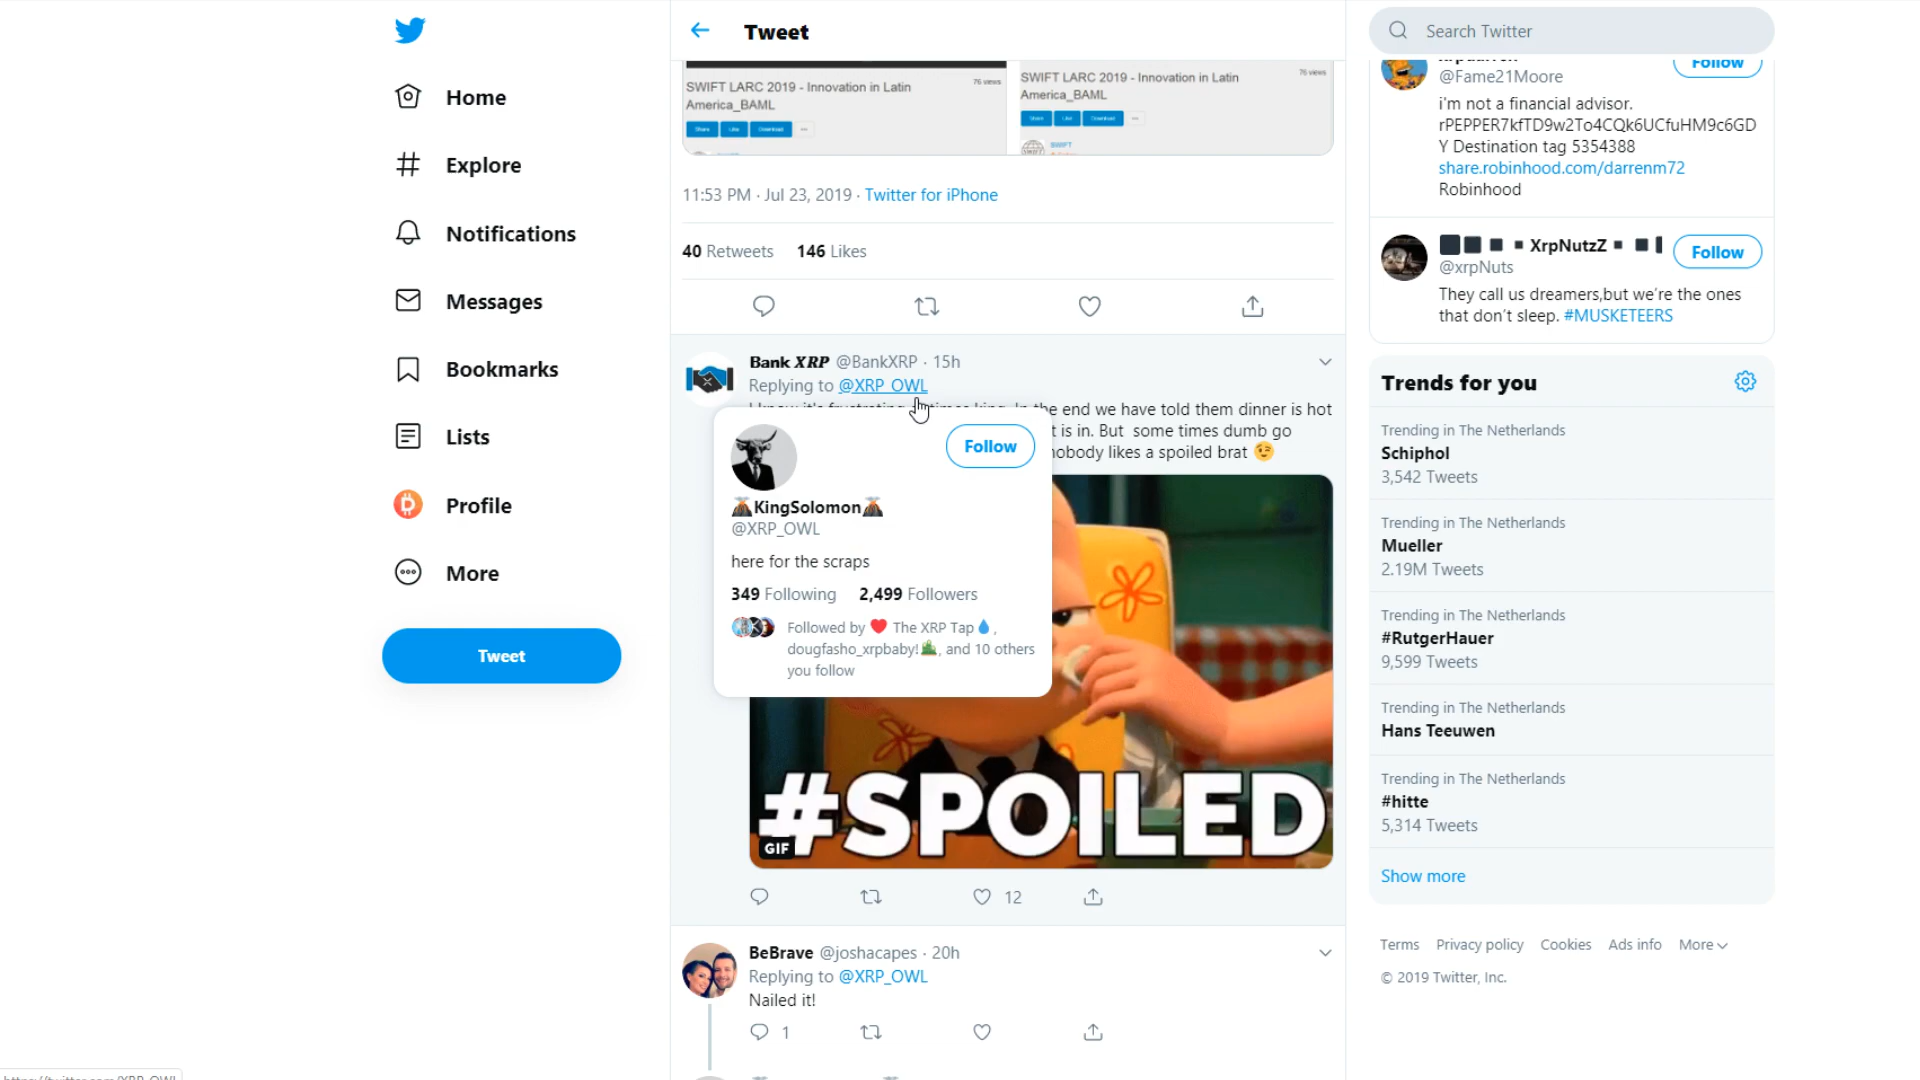 Home
Explore
Notifications
Messages
Bookmarks
Lists
Profile
More
Tweet
Tweet
SWIFT LARC 2019 - Innovation in Latin
America_BAML
76 views
Share
Like
Download
SWIFT LARC 2019 - Innovation in Latin
America_BAML
76 views
Share
Like
Download
SWIFT
11:53 PM · Jul 23, 2019 · Twitter for iPhone
40 Retweets 146 Likes
Bank XRP @BankXRP · 15h
Replying to @XRP_OWL
the end we have told them dinner is hot
t is in. But some times dumb go
nobody likes a spoiled brat 😉
Follow
🌋KingSolomon🌋
@XRP_OWL
here for the scraps
349 Following 2,499 Followers
Followed by ❤️ The XRP Tap💧,
dougfasho_xrpbaby!, and 10 others
you follow
#SPOILED
GIF
12
BeBrave @joshacapes · 20h
Replying to @XRP_OWL
Nailed it!
1
Search Twitter
Follow
@Fame21Moore
i'm not a financial advisor.
rPEPPER7kfTD9w2To4CQk6UCfuHM9c6GD
Y Destination tag 5354388
share.robinhood.com/darrenm72
Robinhood
⬛◼️◾▪️XrpNutzZ▪️◾
Follow
@xrpNuts
They call us dreamers,but we're the ones
that don't sleep. #MUSKETEERS
Trends for you
Trending in The Netherlands
Schiphol
3,542 Tweets
Trending in The Netherlands
Mueller
2.19M Tweets
Trending in The Netherlands
#RutgerHauer
9,599 Tweets
Trending in The Netherlands
Hans Teeuwen
Trending in The Netherlands
#hitte
5,314 Tweets
Show more
Terms Privacy policy Cookies Ads info More
© 2019 Twitter, Inc.